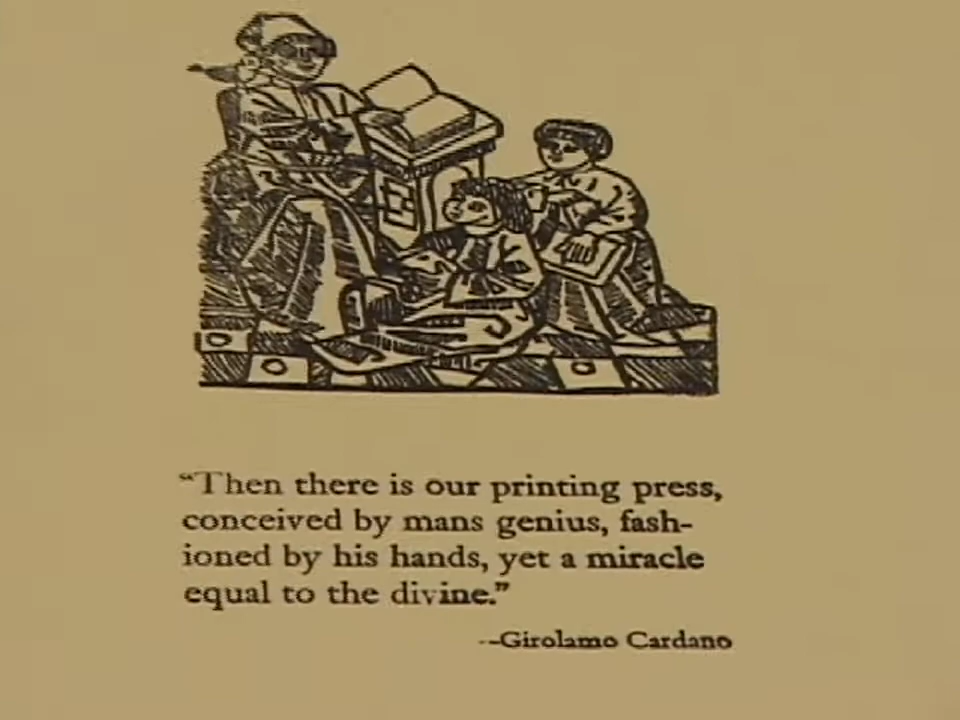 “Then there is our printing press,
conceived by mans genius, fash-
ioned by his hands, yet a miracle
equal to the divine.”
--Girolamo Cardano